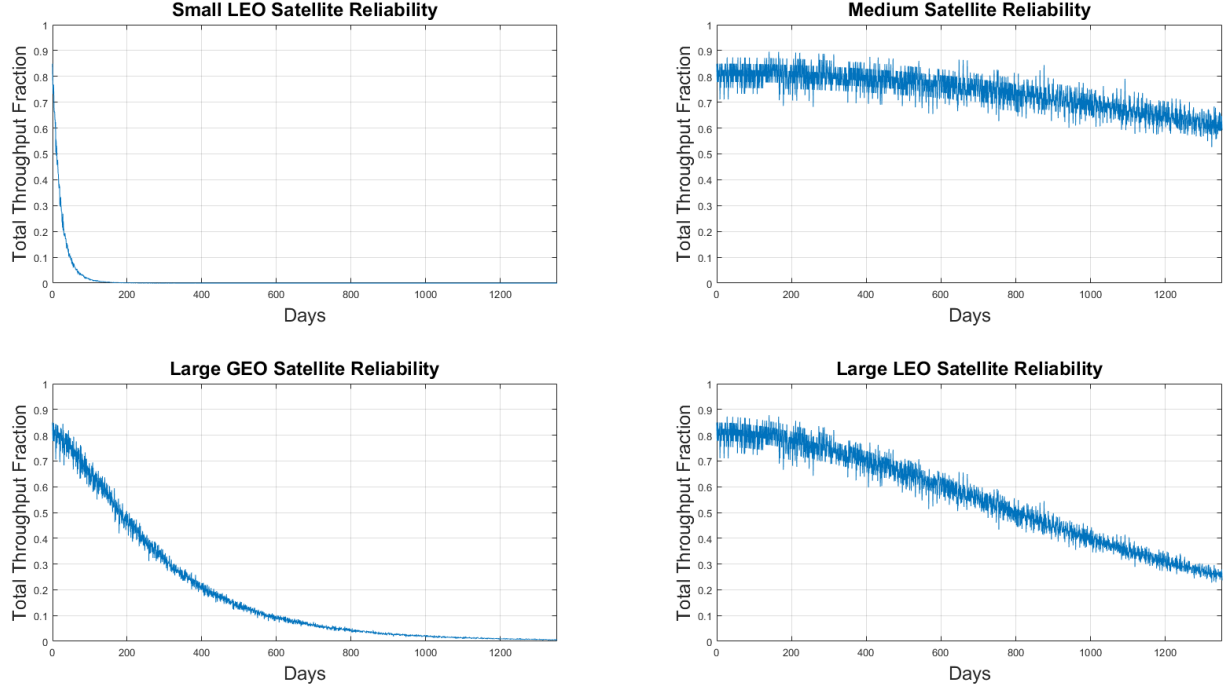 Small LEO Satellite Reliability
Total Throughput Fraction
1
0.9
0.8
0.7
0.6
0.5
0.4
0.3
0.2
0.1
0
0 200 400 600 800 1000 1200
Days
Medium Satellite Reliability
Total Throughput Fraction
1
0.9
0.8
0.7
0.6
0.5
0.4
0.3
0.2
0.1
0
0 200 400 600 800 1000 1200
Days
Large GEO Satellite Reliability
Total Throughput Fraction
1
0.9
0.8
0.7
0.6
0.5
0.4
0.3
0.2
0.1
0
0 200 400 600 800 1000 1200
Days
Large LEO Satellite Reliability
Total Throughput Fraction
1
0.9
0.8
0.7
0.6
0.5
0.4
0.3
0.2
0.1
0
0 200 400 600 800 1000 1200
Days